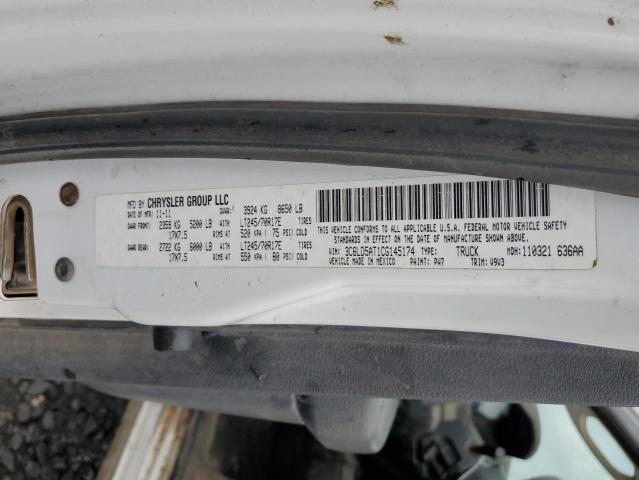 MFD BY CHRYSLER GROUP LLC
DATE OF MFR: 11-11 GVWR: 3924 KG 8650 LB
GAWR FRONT: 2359 KG 5200 LB WITH LT245/70R17E TIRES
17X7.5 RIMS AT 520 KPA ( 75 PSI) COLD
GAWR REAR: 2722 KG 6000 LB WITH LT245/70R17E TIRES
17X7.5 RIMS AT 550 KPA ( 80 PSI) COLD
THIS VEHICLE CONFORMS TO ALL APPLICABLE U.S.A. FEDERAL MOTOR VEHICLE SAFETY
STANDARDS IN EFFECT ON THE DATE OF MANUFACTURE SHOWN ABOVE.
VIN: 3C6LD5AT1CG145174 TYPE: TRUCK MDH: 110321 636AA
VEHICLE MADE IN MEXICO PAINT: PW7 TRIM: V9V3